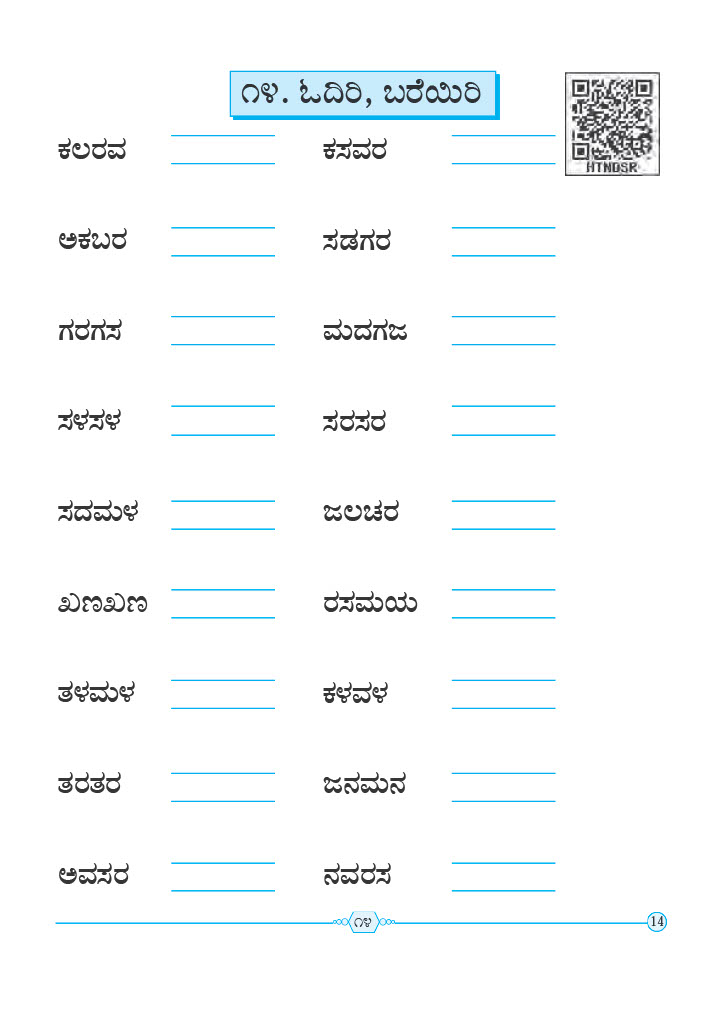 ೧೪. ಓದಿರಿ, ಬರೆಯಿರಿ
HTNDSR
ಕಲರವ ಕಸವರ
ಅಕಬರ ಸಡಗರ
ಗರಗಸ ಮದಗಜ
ಸಳಸಳ ಸರಸರ
ಸದಮಳ ಜಲಚರ
ಖಣಖಣ ರಸಮಯ
ತಳಮಳ ಕಳವಳ
ತರತರ ಜನಮನ
ಅವಸರ ನವರಸ
೧೪ 14